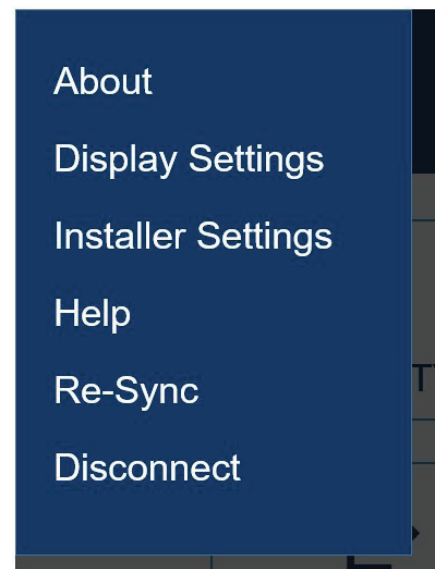 About
Display Settings
Installer Settings
Help
Re-Sync
Disconnect